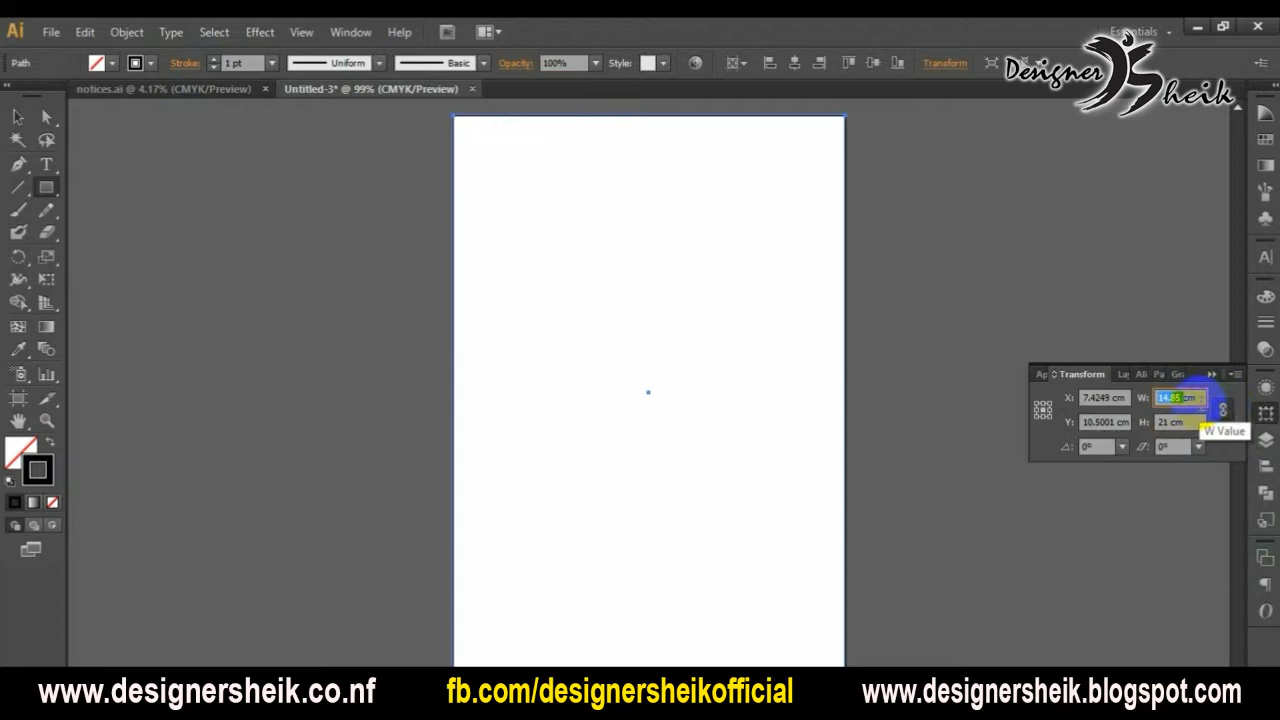 Ai File Edit Object Type Select Effect View Window Help Essentials
Path Stroke: 1 pt Uniform Basic Opacity: 100% Style: Transform
Designer Sheik
notices.ai @ 4.17% (CMYK/Preview) × Untitled-3* @ 99% (CMYK/Preview) ×
Transform
X: 7.4249 cm W: 14.85 cm
Y: 10.5001 cm H: 21 cm
W Value
0° 0°
www.designersheik.co.nf fb.com/designersheikofficial www.designersheik.blogspot.com